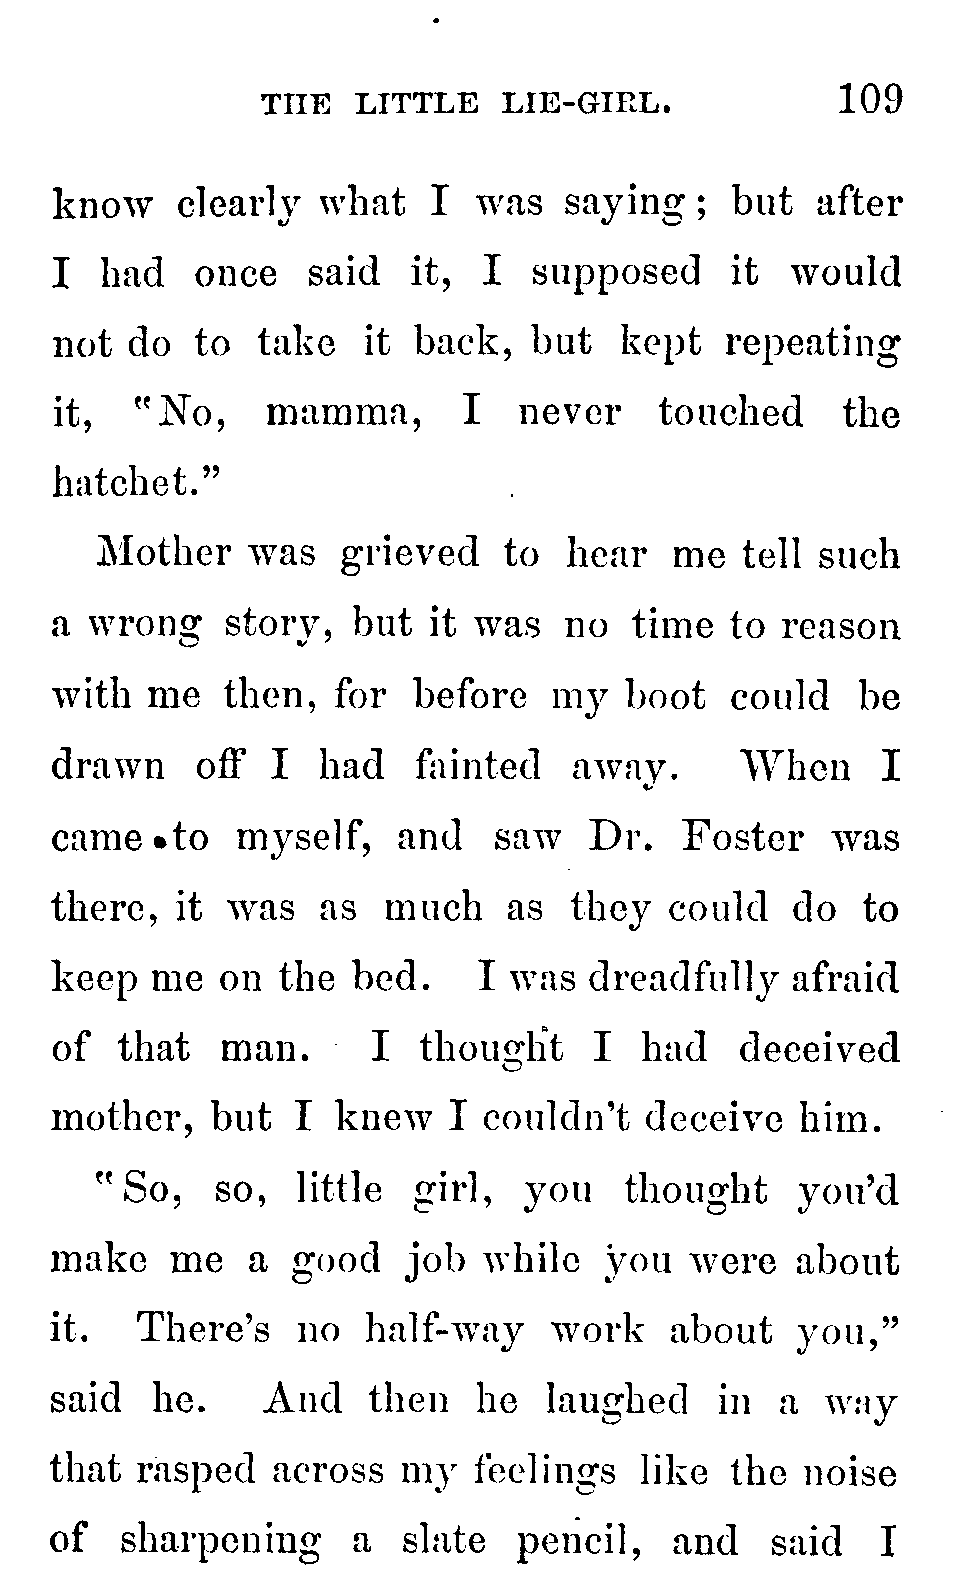 THE LITTLE LIE-GIRL. 109
know clearly what I was saying; but after
I had once said it, I supposed it would
not do to take it back, but kept repeating
it, "No, mamma, I never touched the
hatchet."
Mother was grieved to hear me tell such
a wrong story, but it was no time to reason
with me then, for before my boot could be
drawn off I had fainted away. When I
came to myself, and saw Dr. Foster was
there, it was as much as they could do to
keep me on the bed. I was dreadfully afraid
of that man. I thought I had deceived
mother, but I knew I couldn't deceive him.
"So, so, little girl, you thought you'd
make me a good job while you were about
it. There's no half-way work about you,"
said he. And then he laughed in a way
that rasped across my feelings like the noise
of sharpening a slate pencil, and said I